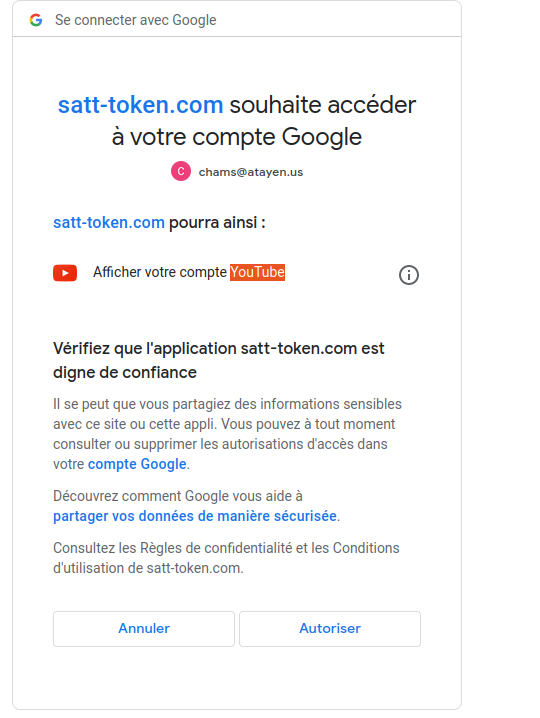 Se connecter avec Google
satt-token.com souhaite accéder
à votre compte Google
C chams@atayen.us
satt-token.com pourra ainsi :
Afficher votre compte YouTube
Vérifiez que l'application satt-token.com est
digne de confiance
Il se peut que vous partagiez des informations sensibles
avec ce site ou cette appli. Vous pouvez à tout moment
consulter ou supprimer les autorisations d'accès dans
votre compte Google.
Découvrez comment Google vous aide à
partager vos données de manière sécurisée.
Consultez les Règles de confidentialité et les Conditions
d'utilisation de satt-token.com.
Annuler
Autoriser